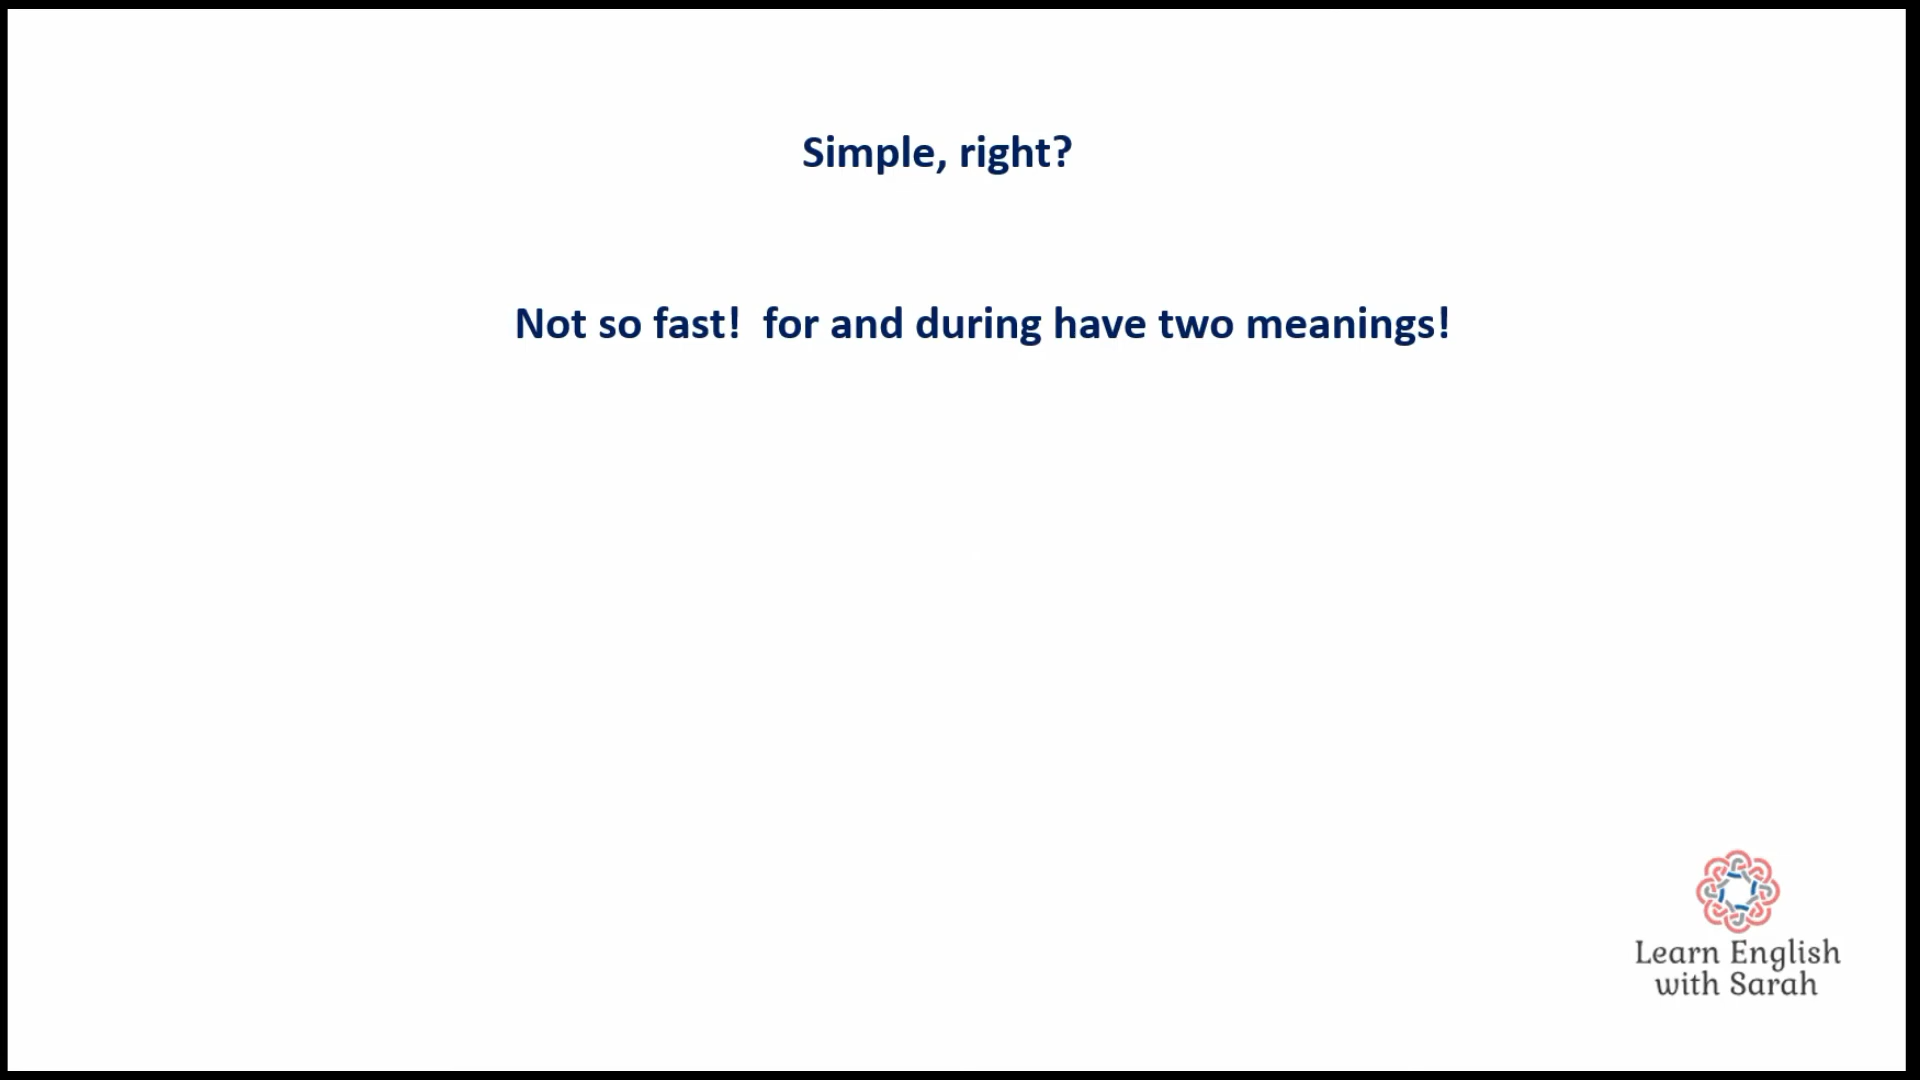 Simple, right?
Not so fast!  for and during have two meanings!
Learn English
with Sarah